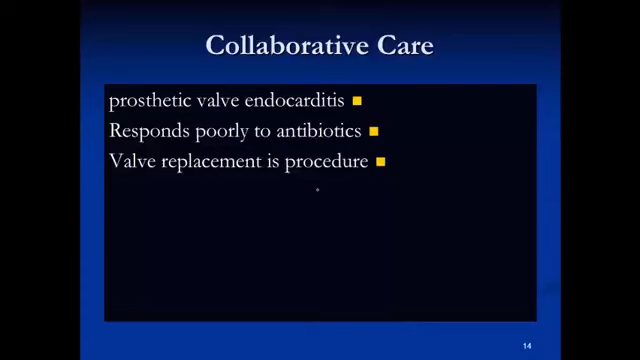 Collaborative Care
prosthetic valve endocarditis
Responds poorly to antibiotics
Valve replacement is procedure
14